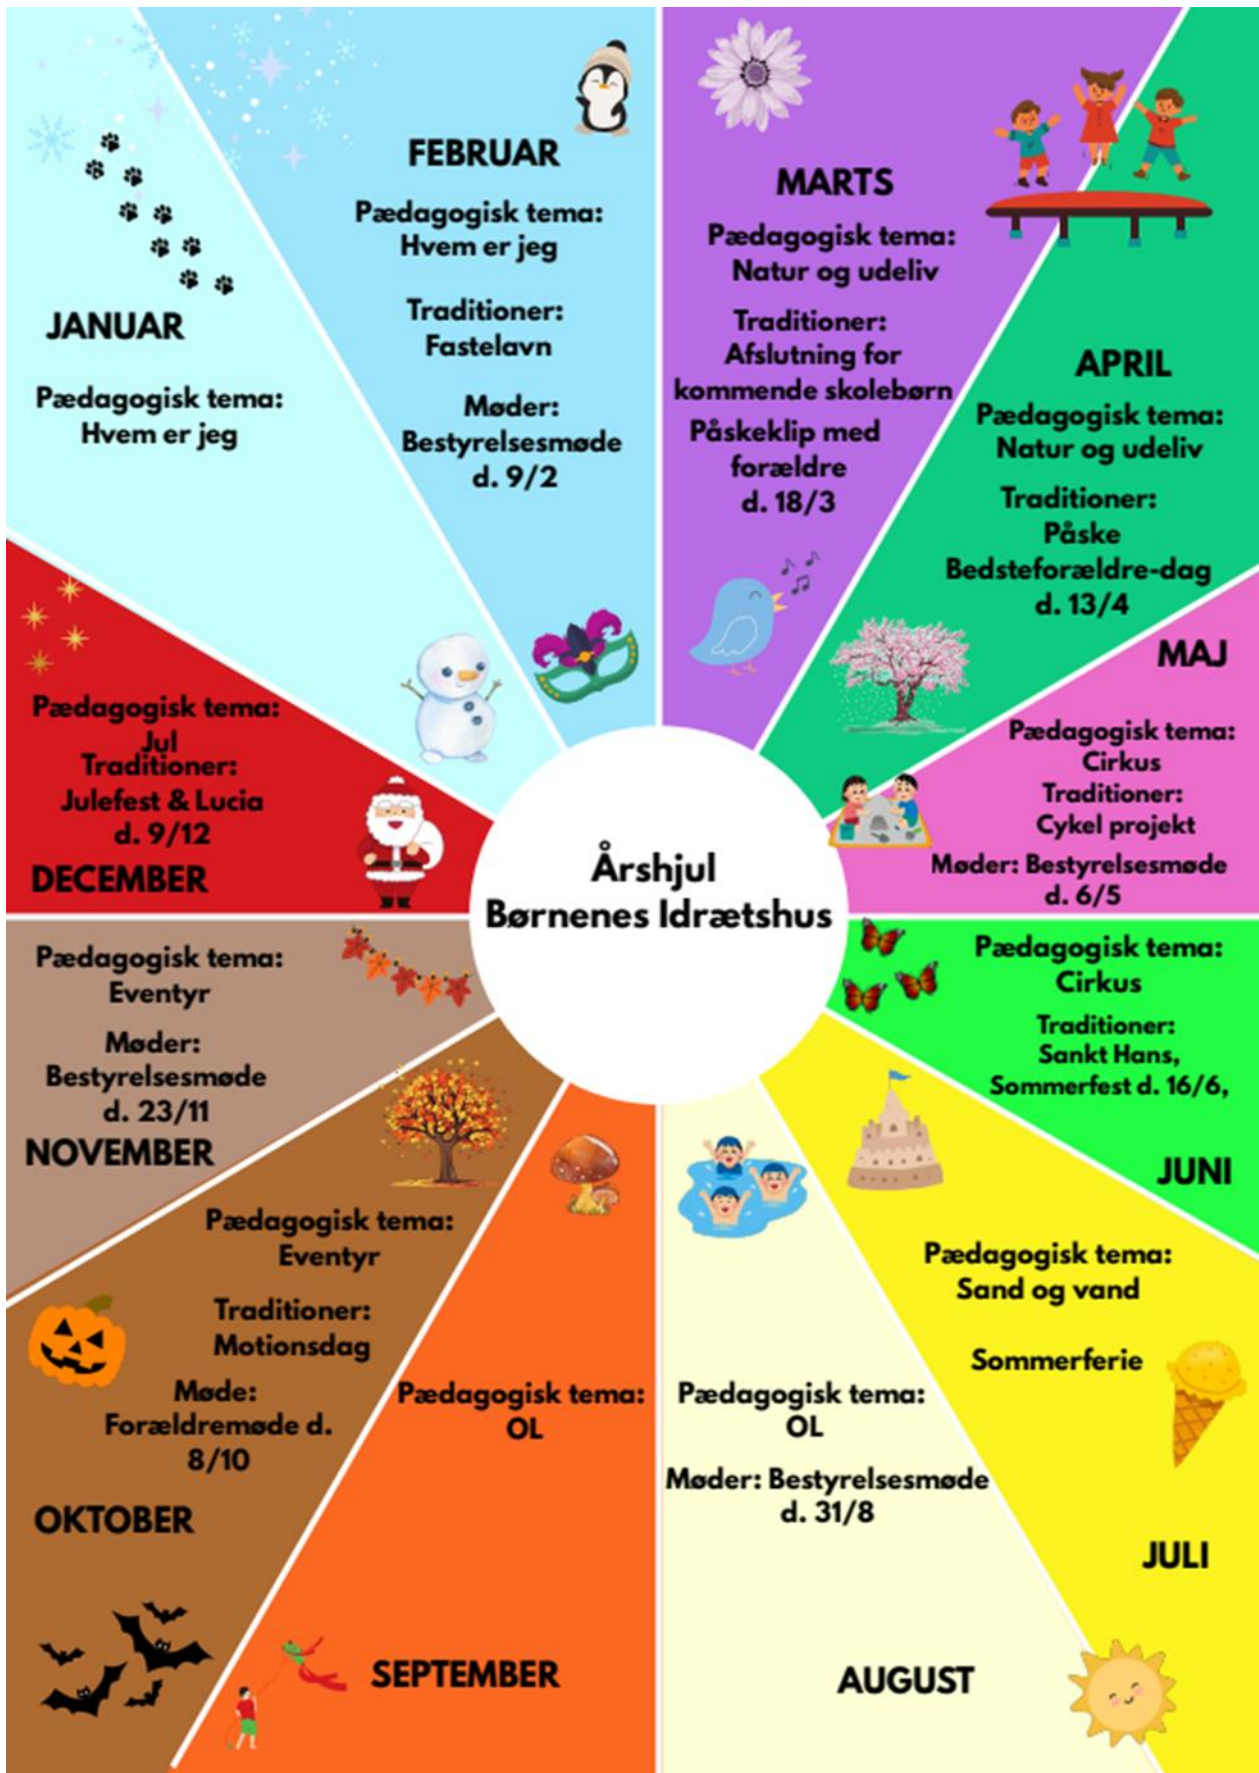 JANUAR
Pædagogisk tema:
Hvem er jeg
FEBRUAR
Pædagogisk tema:
Hvem er jeg
Traditioner:
Fastelavn
Møder:
Bestyrelsesmøde
d. 9/2
MARTS
Pædagogisk tema:
Natur og udeliv
Traditioner:
Afslutning for
kommende skolebørn
Påskeklip med
forældre
d. 18/3
APRIL
Pædagogisk tema:
Natur og udeliv
Traditioner:
Påske
Bedsteforældre-dag
d. 13/4
MAJ
Pædagogisk tema:
Cirkus
Traditioner:
Cykel projekt
Møder: Bestyrelsesmøde
d. 6/5
Pædagogisk tema:
Cirkus
Traditioner:
Sankt Hans,
Sommerfest d. 16/6,
JUNI
Pædagogisk tema:
Sand og vand
Sommerferie
JULI
Pædagogisk tema:
OL
Møder: Bestyrelsesmøde
d. 31/8
AUGUST
Pædagogisk tema:
OL
SEPTEMBER
Pædagogisk tema:
Eventyr
Traditioner:
Motionsdag
Møde:
Forældremøde d.
8/10
OKTOBER
Pædagogisk tema:
Eventyr
Møder:
Bestyrelsesmøde
d. 23/11
NOVEMBER
Pædagogisk tema:
Jul
Traditioner:
Julefest & Lucia
d. 9/12
DECEMBER
Årshjul
Børnenes Idrætshus